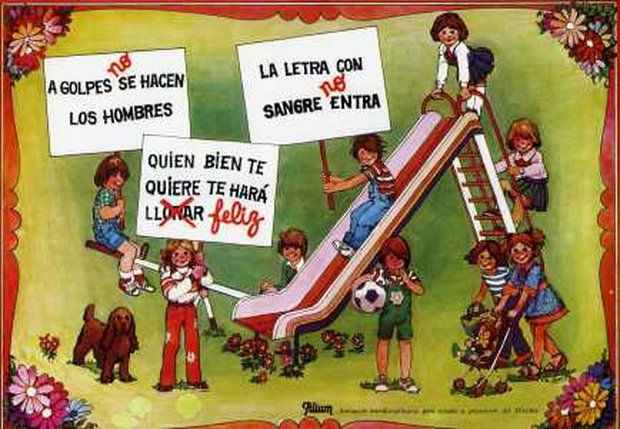 A GOLPES no SE HACEN
LOS HOMBRES
LA LETRA CON
SANGRE no ENTRA
QUIEN BIEN TE
QUIERE TE HARÁ
LLORAR feliz
Alium